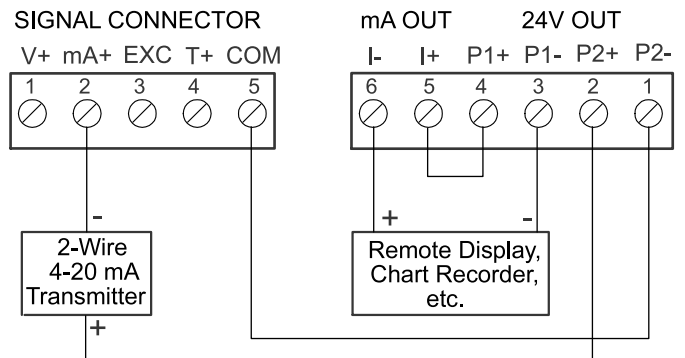 SIGNAL CONNECTOR
V+ mA+ EXC T+ COM
1 2 3 4 5
mA OUT 24V OUT
I- I+ P1+ P1- P2+ P2-
6 5 4 3 2 1
-
2-Wire
4-20 mA
Transmitter
+
+ -
Remote Display,
Chart Recorder,
etc.